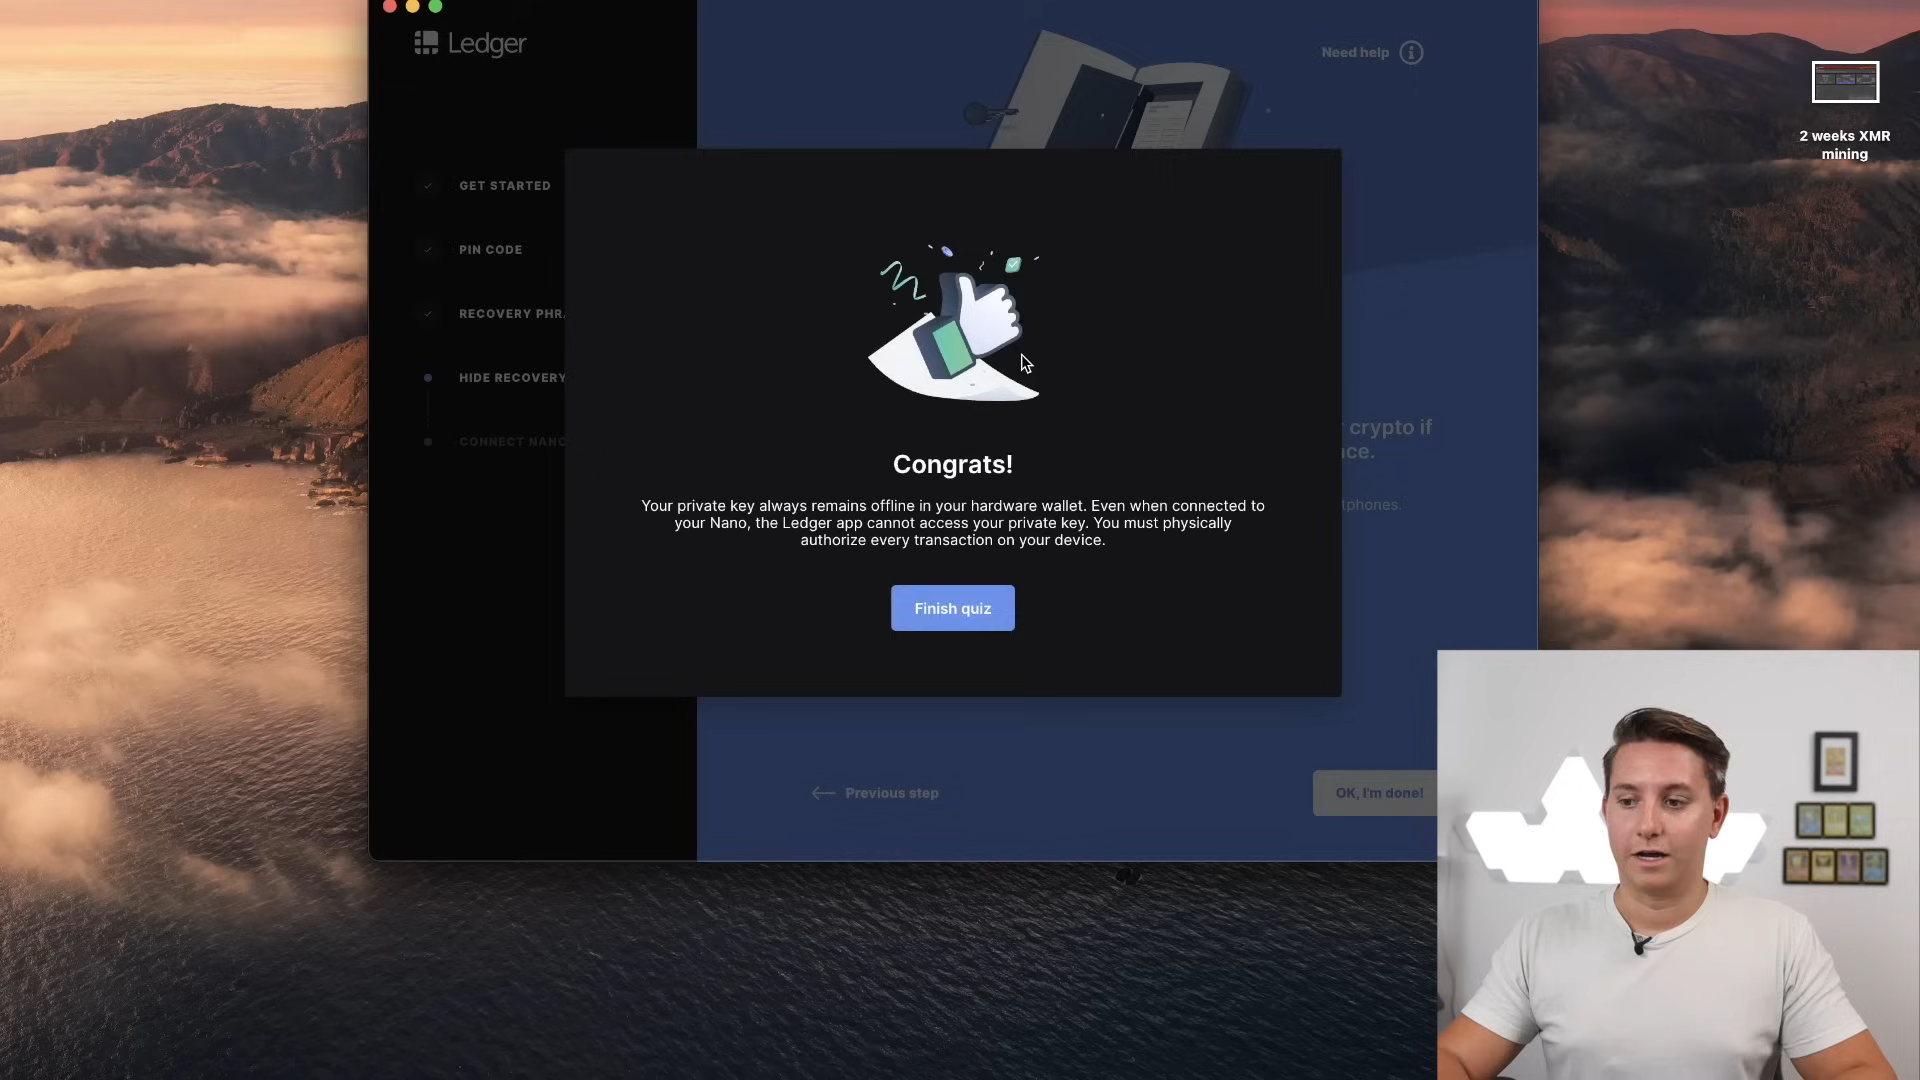 Ledger
Need help
2 weeks XMR
mining
GET STARTED
PIN CODE
RECOVERY PHR
HIDE RECOVERY
CONNECT NANO
crypto if
ce.
tphones.
Congrats!
Your private key always remains offline in your hardware wallet. Even when connected to
your Nano, the Ledger app cannot access your private key. You must physically
authorize every transaction on your device.
Finish quiz
Previous step
OK, I'm done!